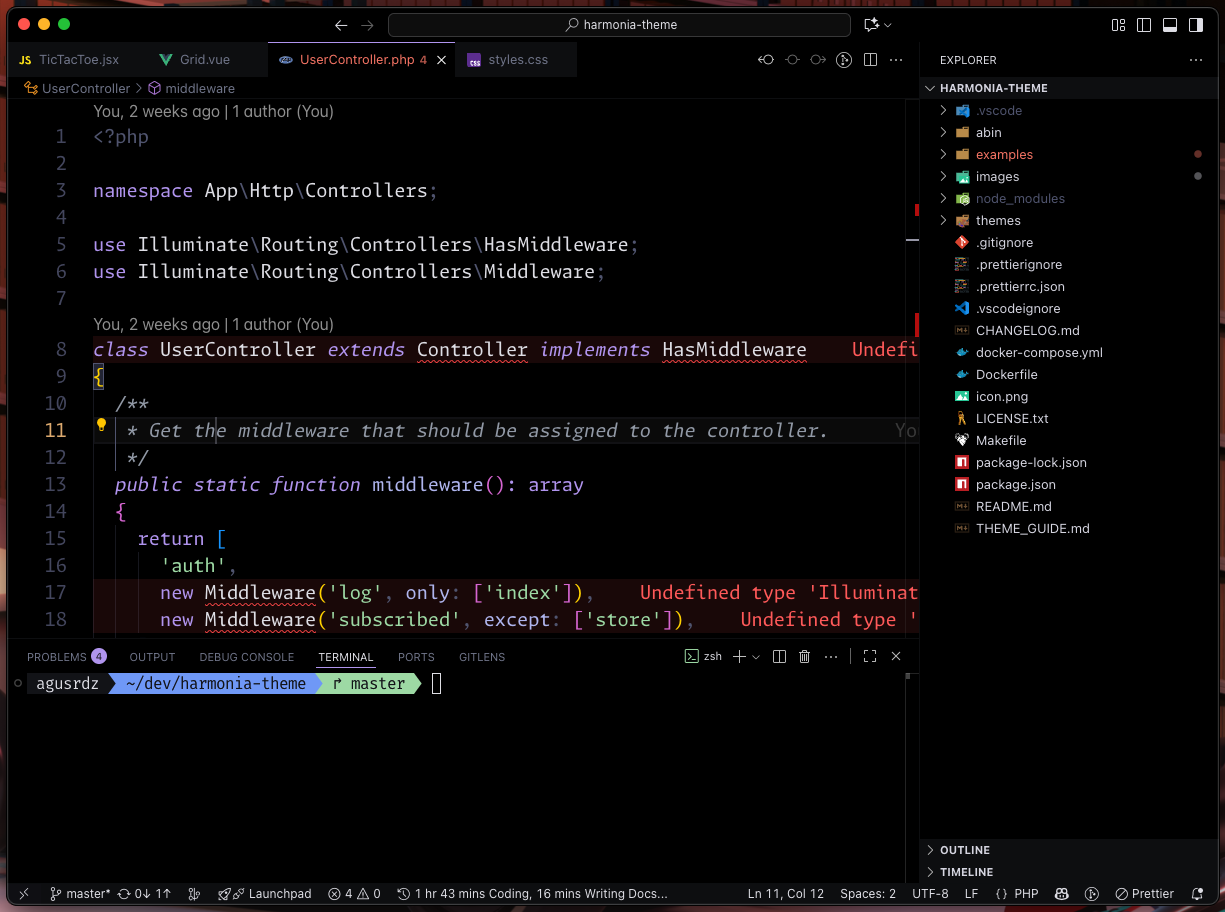 harmonia-theme
JS TicTacToe.jsx
Grid.vue
UserController.php 4
styles.css
UserController > middleware
You, 2 weeks ago | 1 author (You)
1 <?php
2
3 namespace App\Http\Controllers;
4
5 use Illuminate\Routing\Controllers\HasMiddleware;
6 use Illuminate\Routing\Controllers\Middleware;
7
You, 2 weeks ago | 1 author (You)
8 class UserController extends Controller implements HasMiddleware Undefi
9 {
10 /**
11 * Get the middleware that should be assigned to the controller. Yo
12 */
13 public static function middleware(): array
14 {
15 return [
16 'auth',
17 new Middleware('log', only: ['index']), Undefined type 'Illuminat
18 new Middleware('subscribed', except: ['store']), Undefined type '
PROBLEMS 4 OUTPUT DEBUG CONSOLE TERMINAL PORTS GITLENS
zsh
agusrdz ~/dev/harmonia-theme master
EXPLORER
HARMONIA-THEME
.vscode
abin
examples
images
node_modules
themes
.gitignore
.prettierignore
.prettierrc.json
.vscodeignore
CHANGELOG.md
docker-compose.yml
Dockerfile
icon.png
LICENSE.txt
Makefile
package-lock.json
package.json
README.md
THEME_GUIDE.md
OUTLINE
TIMELINE
master* 0↓ 1↑ Launchpad 4 0 1 hr 43 mins Coding, 16 mins Writing Docs... Ln 11, Col 12 Spaces: 2 UTF-8 LF {} PHP Prettier